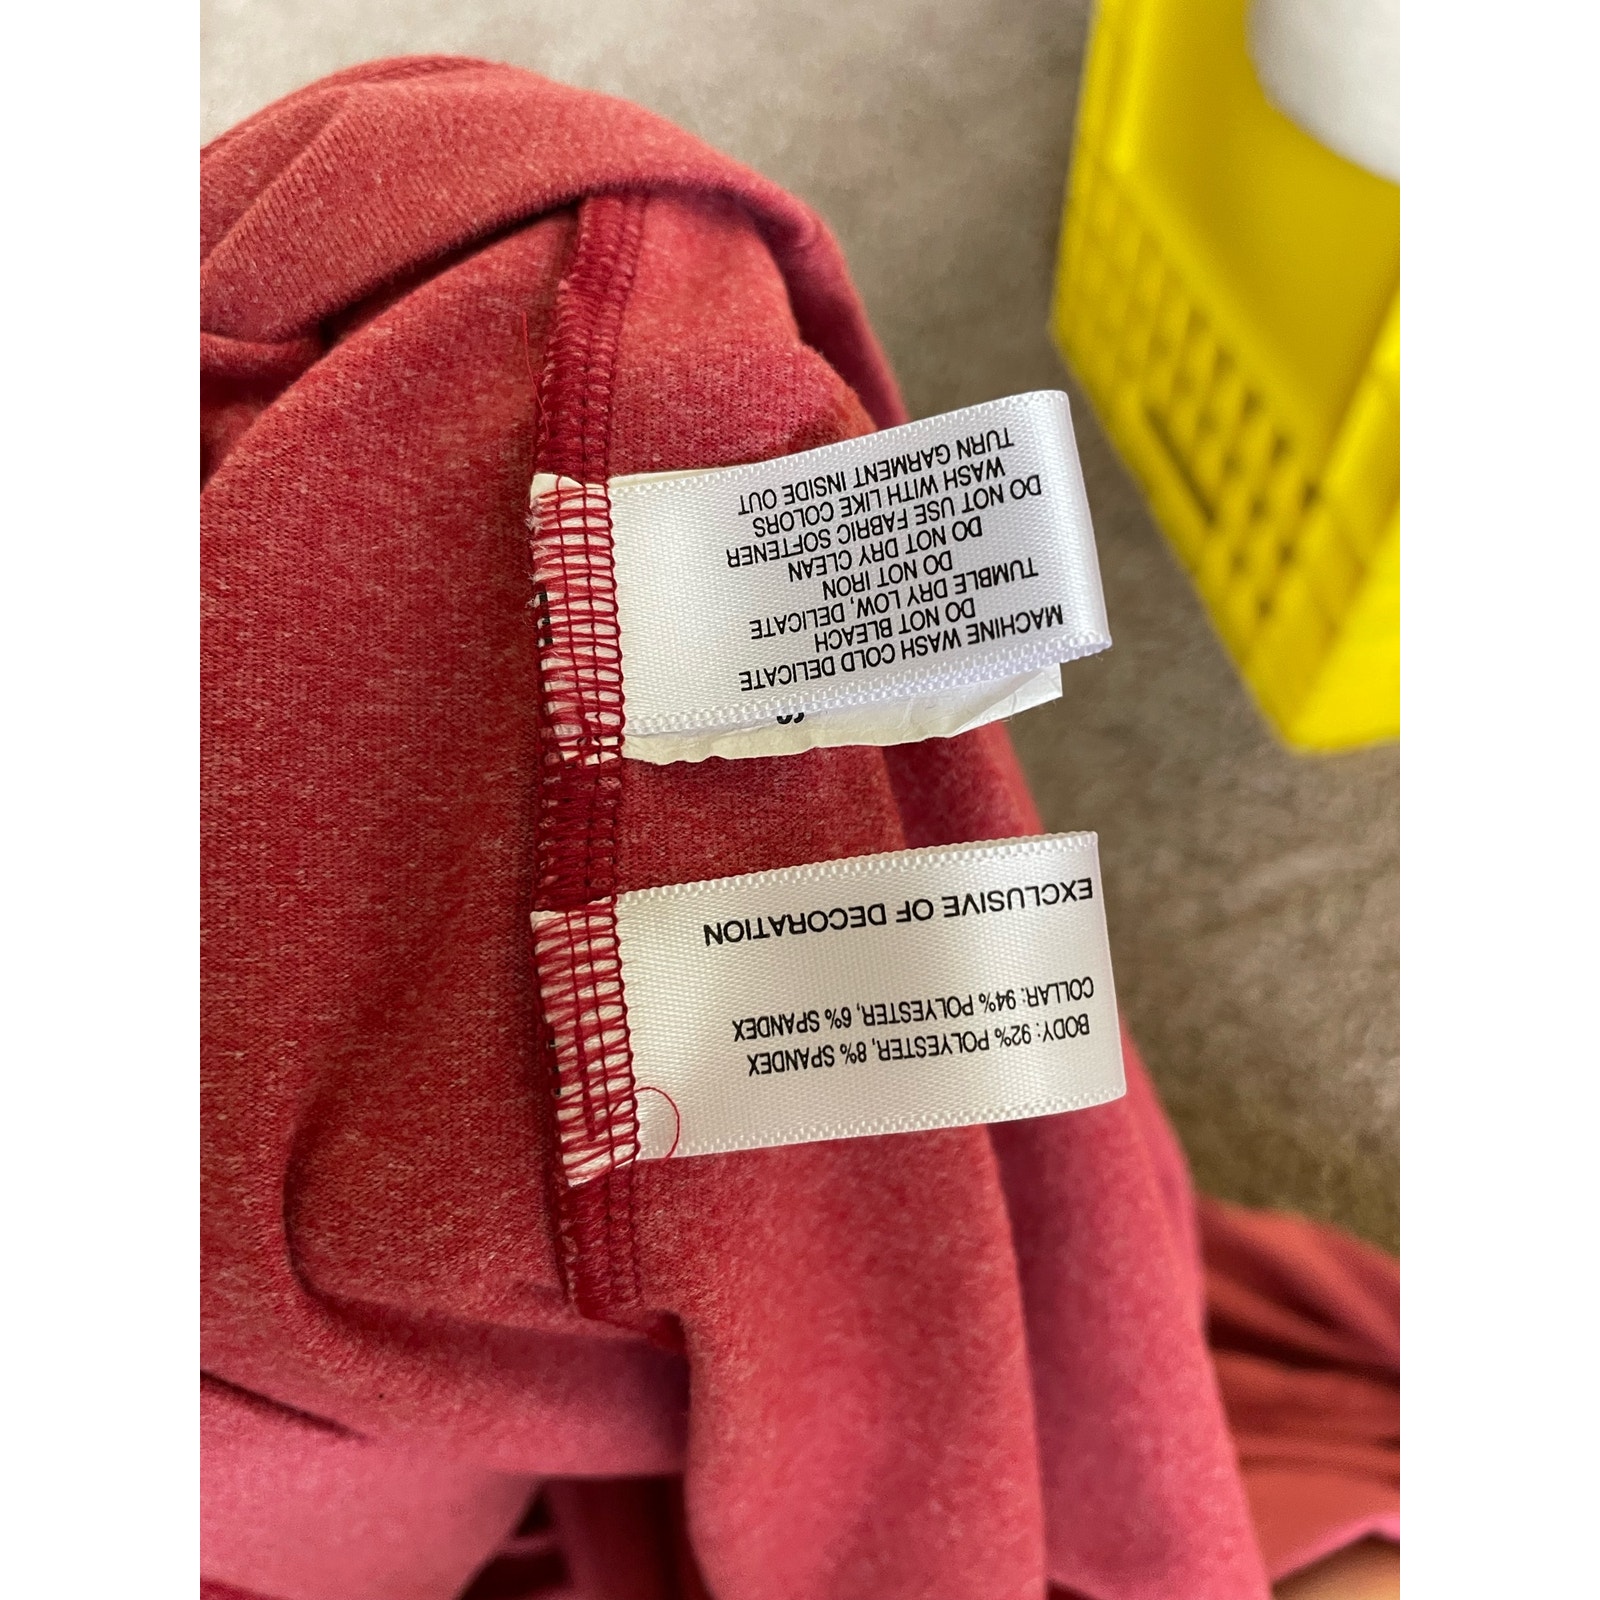 MACHINE WASH COLD DELICATE
DO NOT BLEACH
TUMBLE DRY LOW, DELICATE
DO NOT IRON
DO NOT DRY CLEAN
DO NOT USE FABRIC SOFTENER
WASH WITH LIKE COLORS
TURN GARMENT INSIDE OUT
BODY: 92% POLYESTER, 8% SPANDEX
COLLAR: 94% POLYESTER, 6% SPANDEX
EXCLUSIVE OF DECORATION